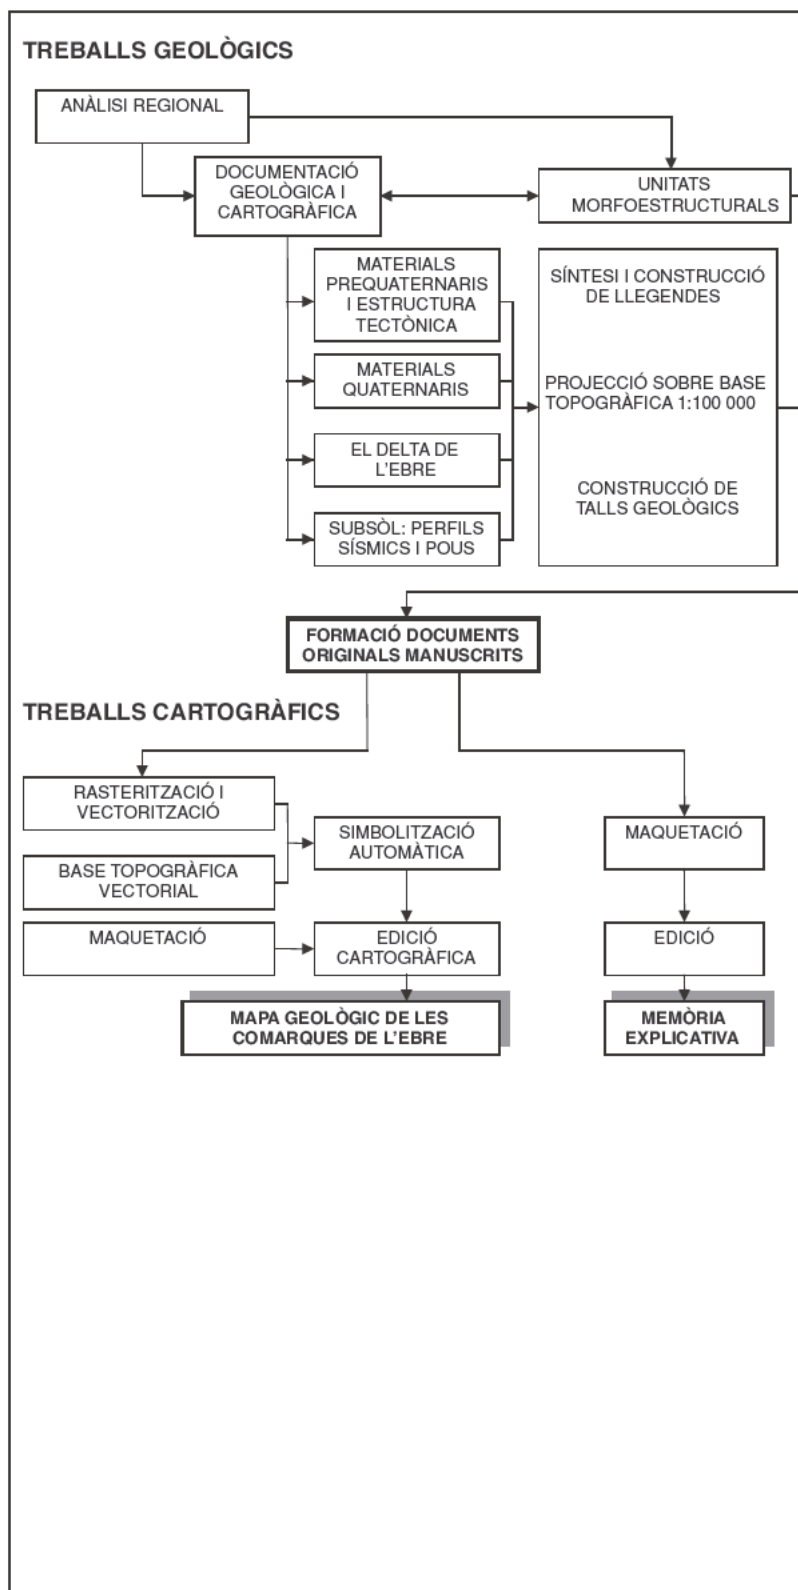 TREBALLS GEOLÒGICS
ANÀLISI REGIONAL
DOCUMENTACIÓ
GEOLÒGICA I
CARTOGRÀFICA
UNITATS
MORFOESTRUCTURALS
MATERIALS
PREQUATERNARIS
I ESTRUCTURA
TECTÒNICA
MATERIALS
QUATERNARIS
EL DELTA DE
L’EBRE
SUBSÒL: PERFILS
SÍSMICS I POUS
SÍNTESI I CONSTRUCCIÓ
DE LLEGENDES
PROJECCIÓ SOBRE BASE
TOPOGRÀFICA 1:100 000
CONSTRUCCIÓ DE
TALLS GEOLÒGICS
FORMACIÓ DOCUMENTS
ORIGINALS MANUSCRITS
TREBALLS CARTOGRÀFICS
RASTERITZACIÓ I
VECTORITZACIÓ
BASE TOPOGRÀFICA
VECTORIAL
SIMBOLITZACIÓ
AUTOMÀTICA
MAQUETACIÓ
EDICIÓ
CARTOGRÀFICA
MAPA GEOLÒGIC DE LES
COMARQUES DE L’EBRE
MAQUETACIÓ
EDICIÓ
MEMÒRIA
EXPLICATIVA